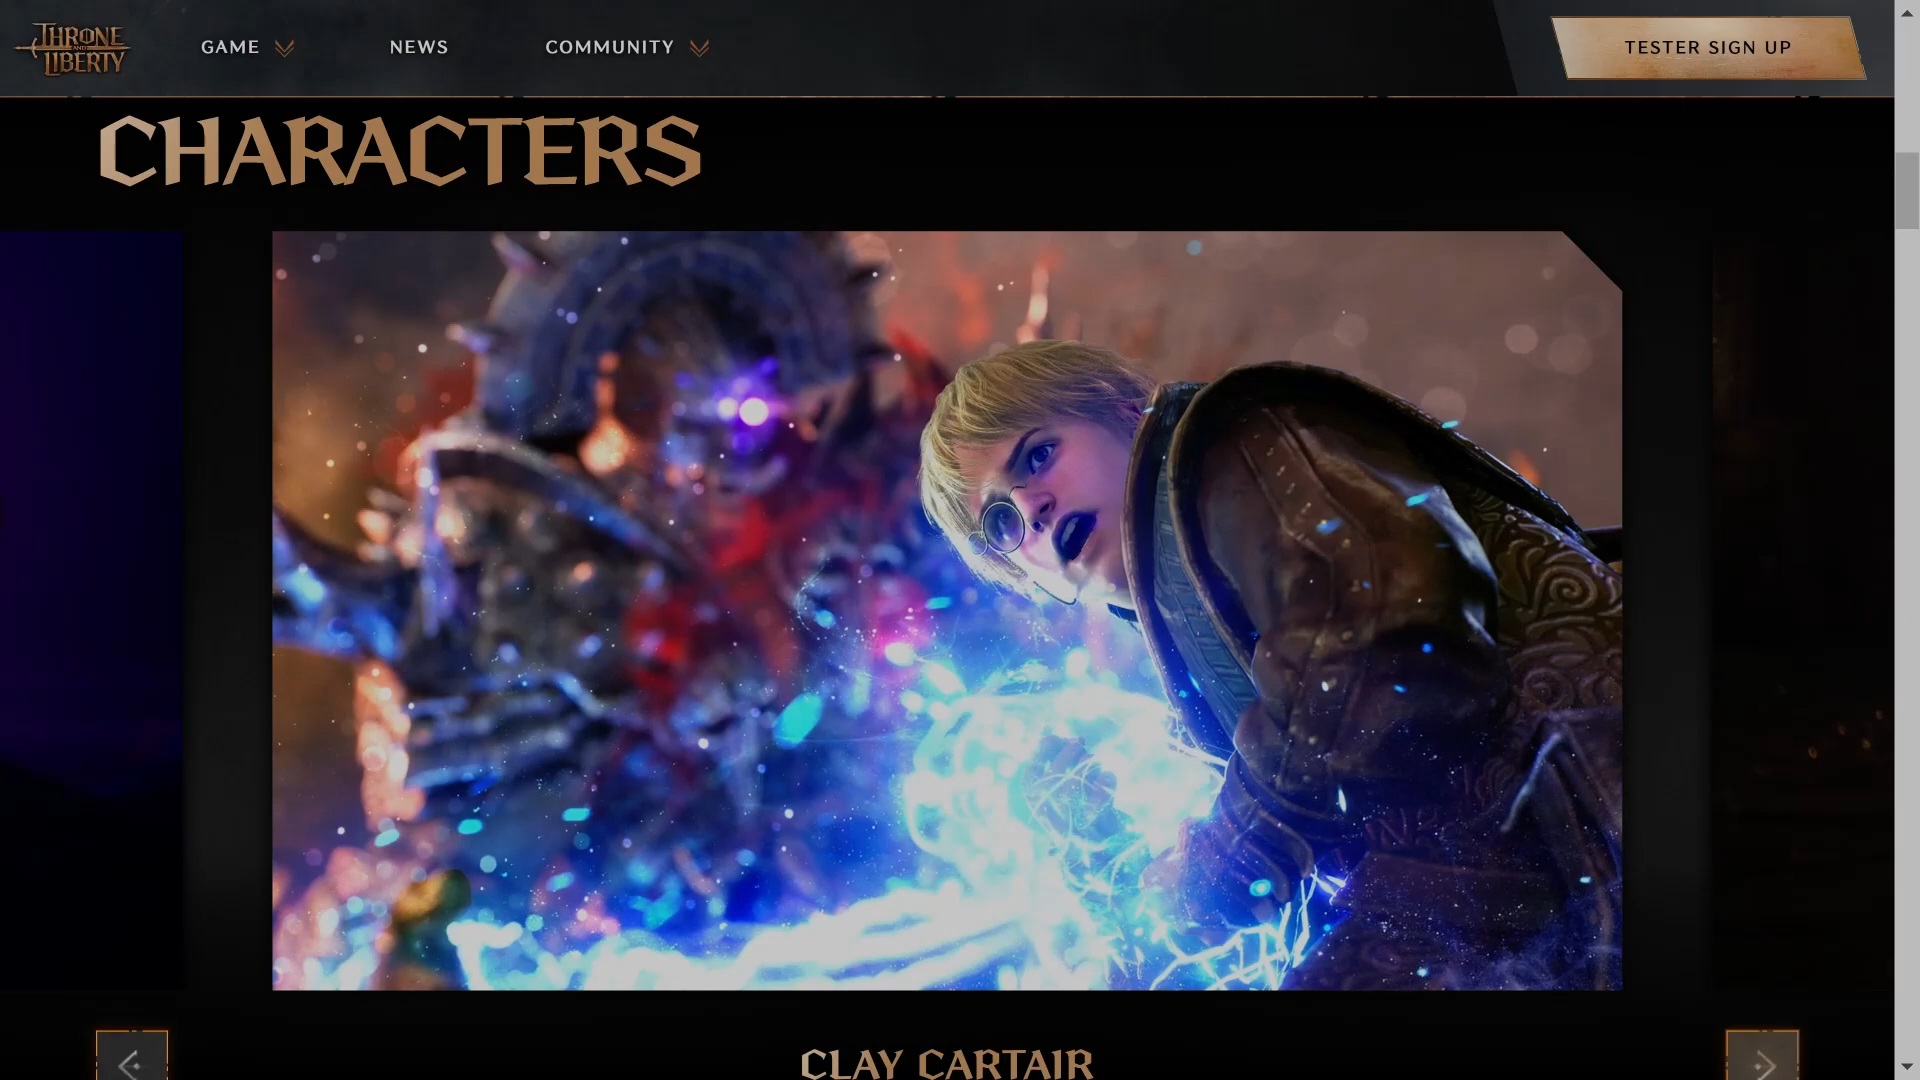 THRONE
AND
LIBERTY
GAME
NEWS
COMMUNITY
TESTER SIGN UP
CHARACTERS
CLAY CARTAIR